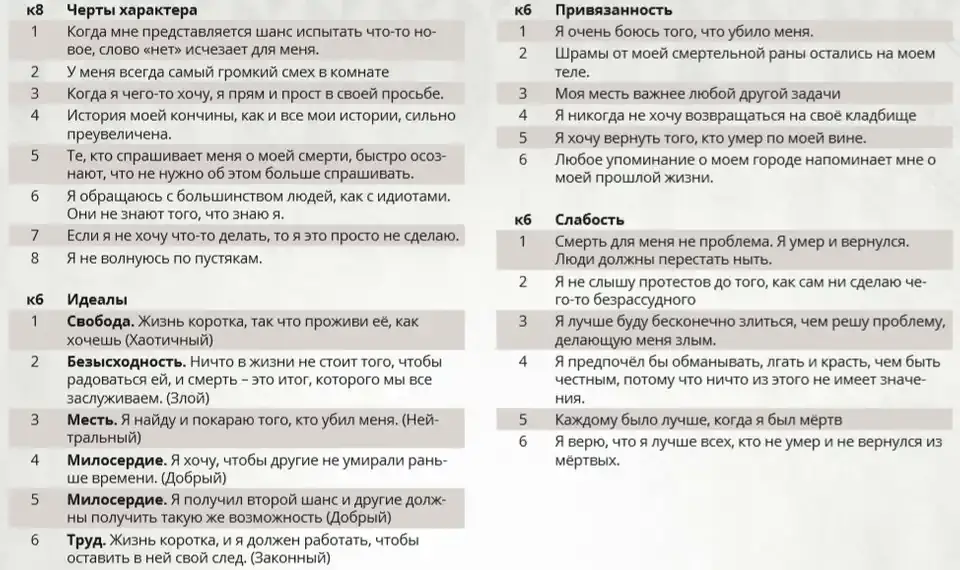 к8 Черты характера
1 Когда мне представляется шанс испытать что-то но-
вое, слово «нет» исчезает для меня.
2 У меня всегда самый громкий смех в комнате
3 Когда я чего-то хочу, я прям и прост в своей просьбе.
4 История моей кончины, как и все мои истории, сильно
преувеличена.
5 Те, кто спрашивает меня о моей смерти, быстро осоз-
нают, что не нужно об этом больше спрашивать.
6 Я обращаюсь с большинством людей, как с идиотами.
Они не знают того, что знаю я.
7 Если я не хочу что-то делать, то я это просто не сделаю.
8 Я не волнуюсь по пустякам.
к6 Идеалы
1 Свобода. Жизнь коротка, так что проживи её, как
хочешь (Хаотичный)
2 Безысходность. Ничто в жизни не стоит того, чтобы
радоваться ей, и смерть – это итог, которого мы все
заслуживаем. (Злой)
3 Месть. Я найду и покараю того, кто убил меня. (Ней-
тральный)
4 Милосердие. Я хочу, чтобы другие не умирали рань-
ше времени. (Добрый)
5 Милосердие. Я получил второй шанс и другие долж-
ны получить такую же возможность (Добрый)
6 Труд. Жизнь коротка, и я должен работать, чтобы
оставить в ней свой след. (Законный)
к6 Привязанность
1 Я очень боюсь того, что убило меня.
2 Шрамы от моей смертельной раны остались на моем
теле.
3 Моя месть важнее любой другой задачи
4 Я никогда не хочу возвращаться на своё кладбище
5 Я хочу вернуть того, кто умер по моей вине.
6 Любое упоминание о моем городе напоминает мне о
моей прошлой жизни.
к6 Слабость
1 Смерть для меня не проблема. Я умер и вернулся.
Люди должны перестать ныть.
2 Я не слышу протестов до того, как сам ни сделаю че-
го-то безрассудного
3 Я лучше буду бесконечно злиться, чем решу проблему,
делающую меня злым.
4 Я предпочёл бы обманывать, лгать и красть, чем быть
честным, потому что ничто из этого не имеет значе-
ния.
5 Каждому было лучше, когда я был мёртв
6 Я верю, что я лучше всех, кто не умер и не вернулся из
мёртвых.